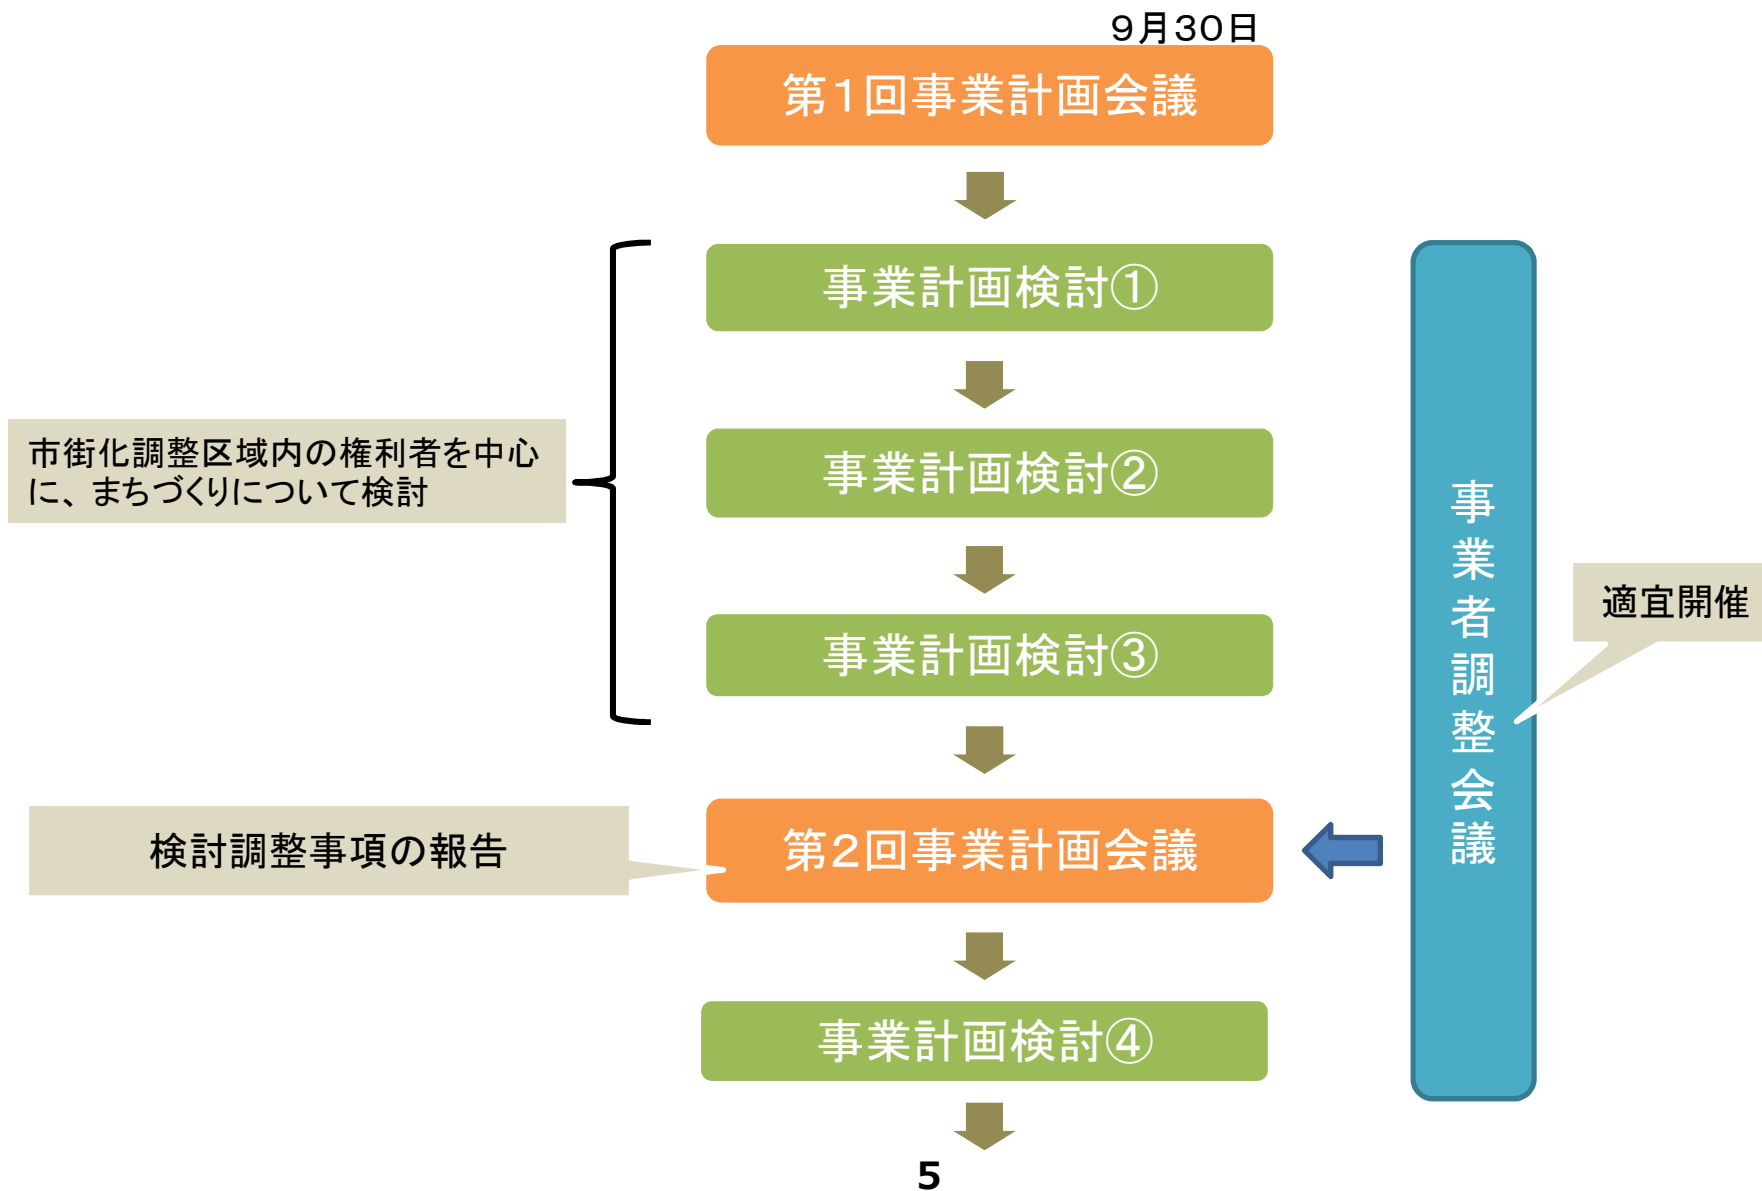 ９月３０日
第１回事業計画会議
事業計画検討①
事業計画検討②
市街化調整区域内の権利者を中心
に、まちづくりについて検討
事業計画検討③
事業者調整会議
適宜開催
検討調整事項の報告
第２回事業計画会議
事業計画検討④
5